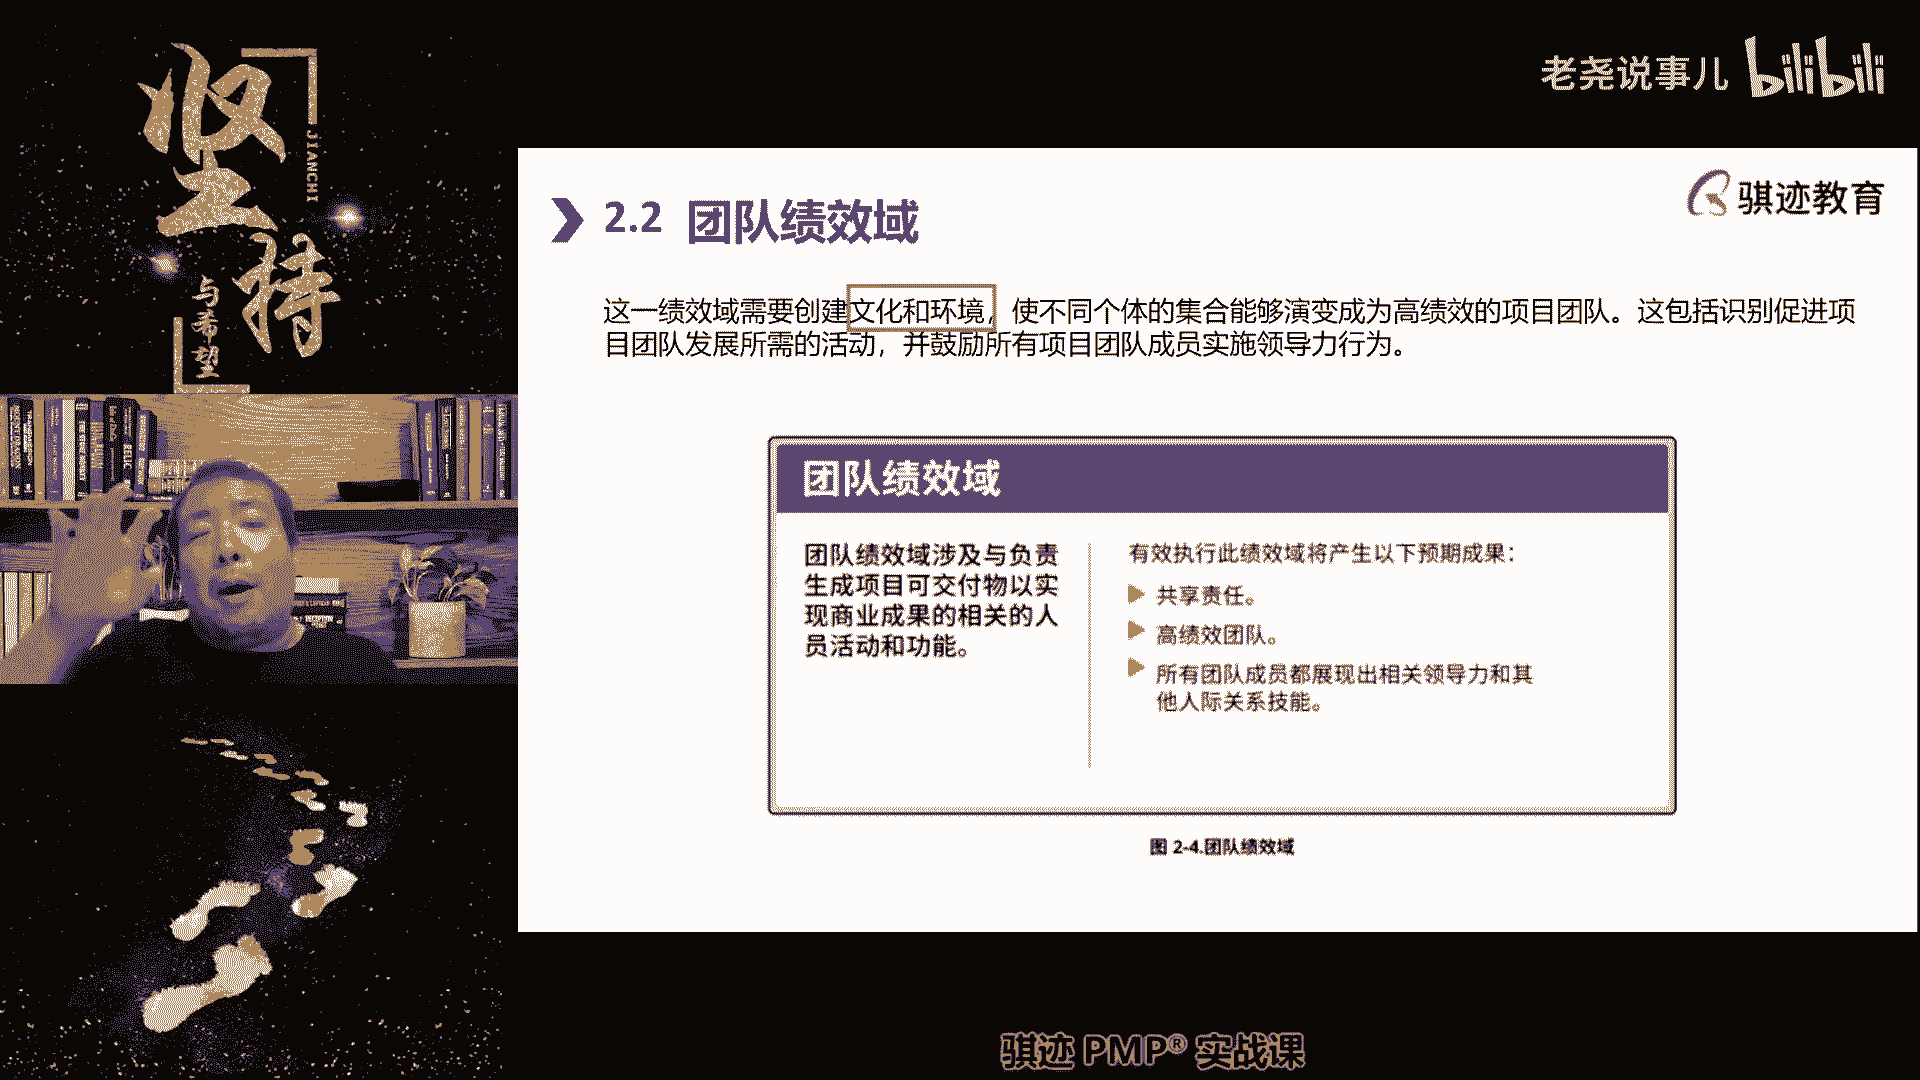 坚持
JIANCHI
与希望
老尧说事儿 bilibili
骐迹教育
2.2 团队绩效域
这一绩效域需要创建文化和环境，使不同个体的集合能够演变成为高绩效的项目团队。这包括识别促进项
目团队发展所需的活动，并鼓励所有项目团队成员实施领导力行为。
团队绩效域
团队绩效域涉及与负责
生成项目可交付物以实
现商业成果的相关的人
员活动和功能。
有效执行此绩效域将产生以下预期成果：
共享责任。
高绩效团队。
所有团队成员都展现出相关领导力和其
他人际关系技能。
图 2-4.团队绩效域
骐迹 PMP® 实战课